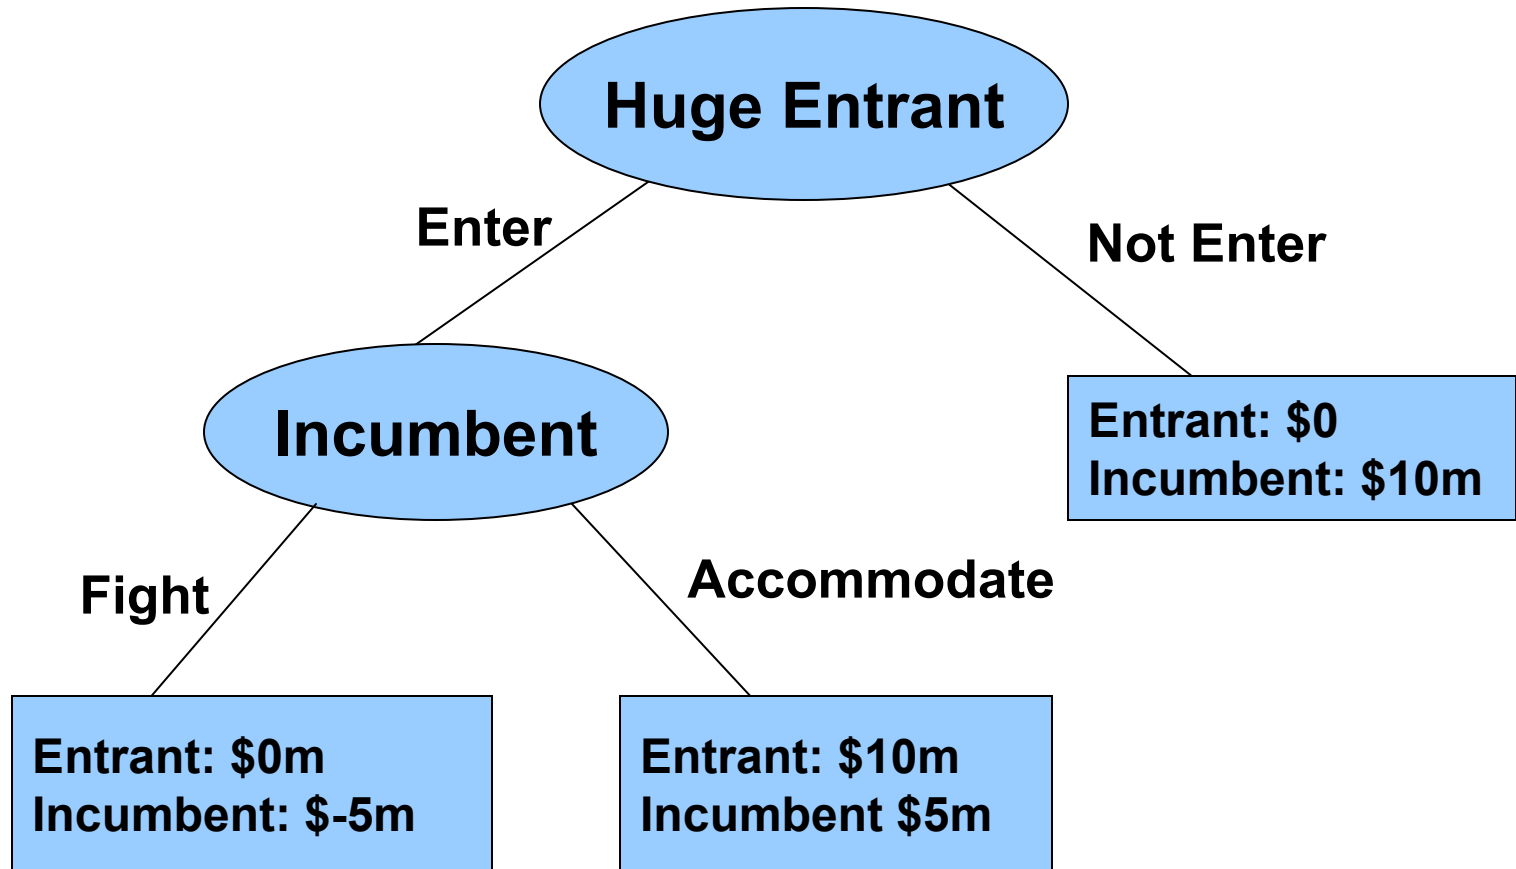 Huge Entrant
Enter
Not Enter
Incumbent
Entrant: $0
Incumbent: $10m
Fight
Accommodate
Entrant: $0m
Incumbent: $-5m
Entrant: $10m
Incumbent $5m